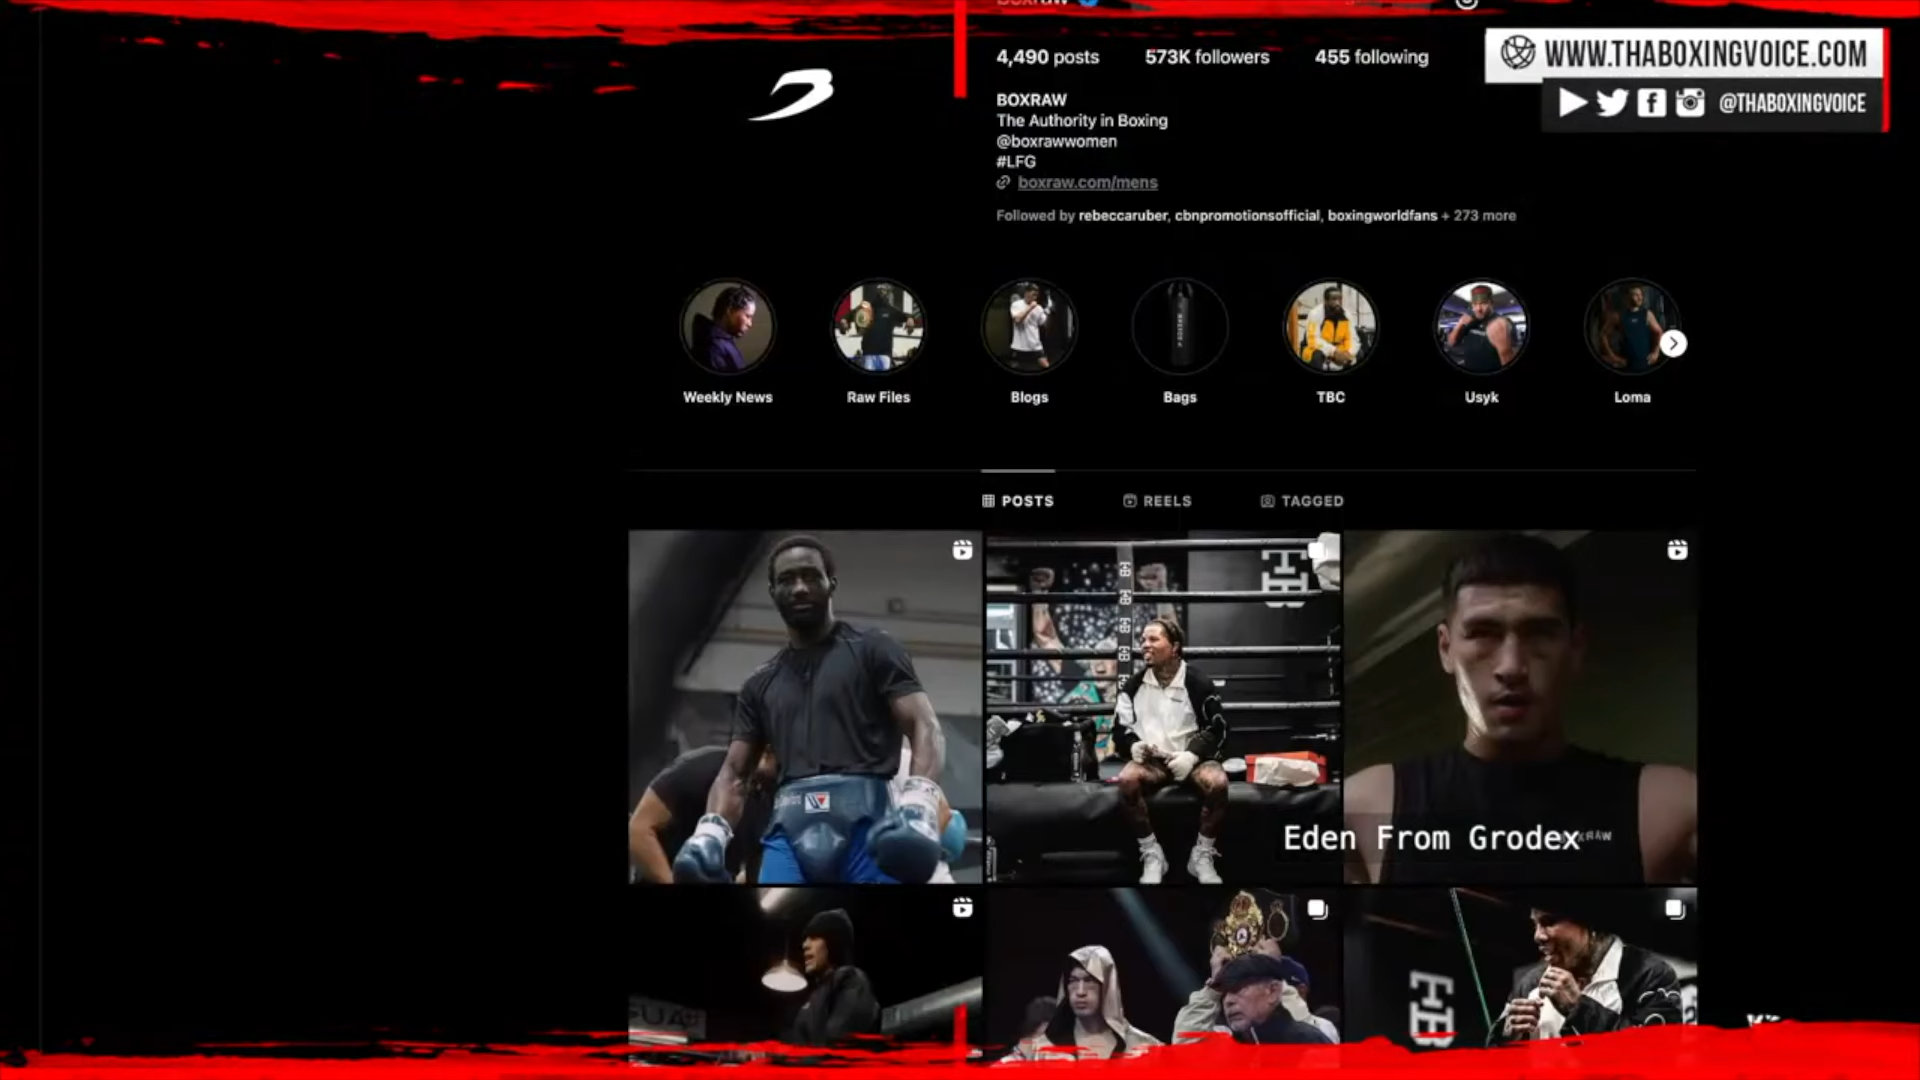 4,490 posts 573K followers 455 following
WWW.THABOXINGVOICE.COM
@THABOXINGVOICE
BOXRAW
The Authority in Boxing
@boxrawwomen
#LFG
boxraw.com/mens
Followed by rebeccaruber, cbnpromotionsofficial, boxingworldfans + 273 more
Weekly News Raw Files Blogs Bags TBC Usyk Loma
POSTS REELS TAGGED
Eden From Grodex